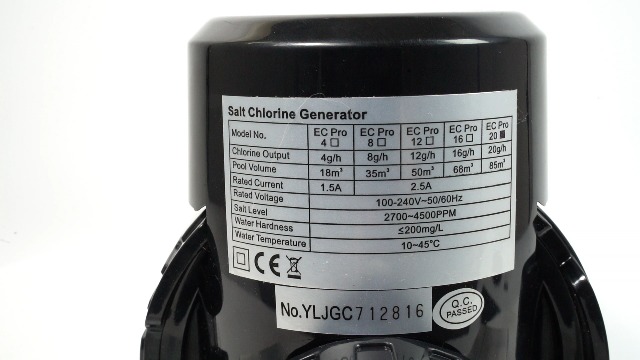 Salt Chlorine Generator
Model No. EC Pro 4 □ EC Pro 8 □ EC Pro 12 □ EC Pro 16 □ EC Pro 20 ■
Chlorine Output 4g/h 8g/h 12g/h 16g/h 20g/h
Pool Volume 18m³ 35m³ 50m³ 68m³ 85m³
Rated Current 1.5A 2.5A
Rated Voltage 100-240V~50/60Hz
Salt Level 2700~4500PPM
Water Hardness ≤200mg/L
Water Temperature 10~45°C
CE
No.YLJGC712816
Q.C.
PASSED